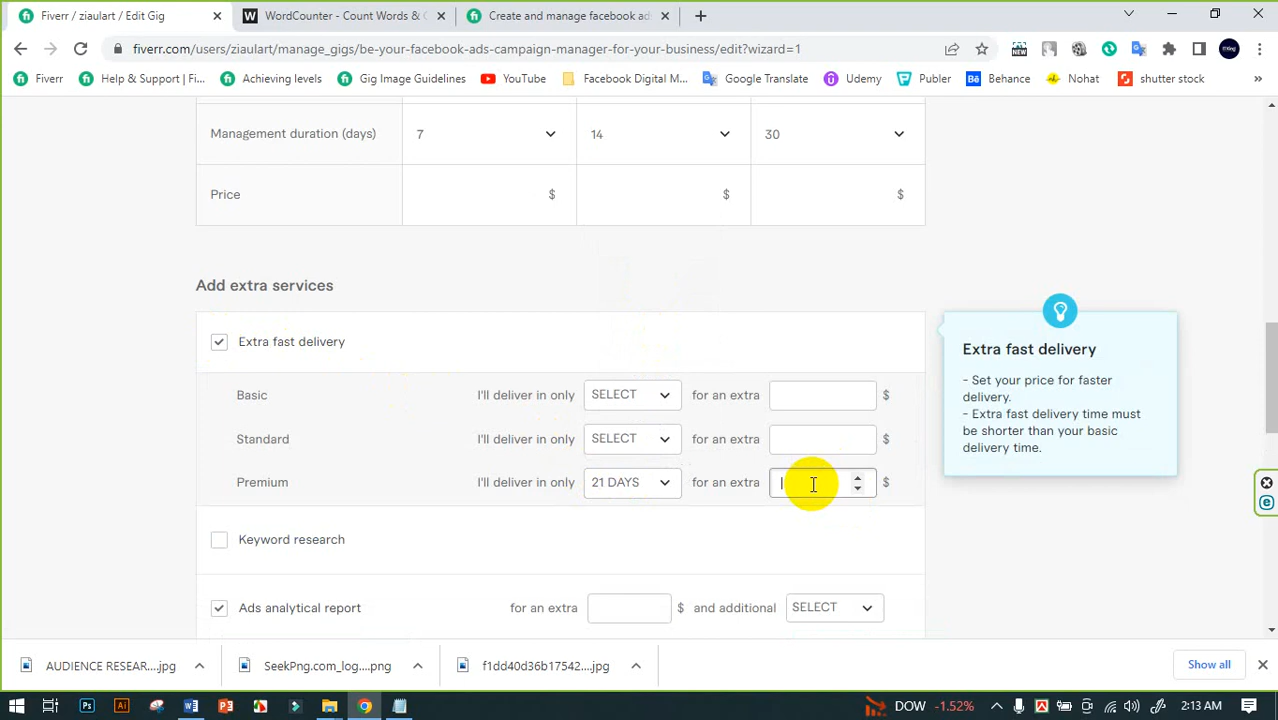 Fiverr / ziaulart / Edit Gig
WordCounter - Count Words & C
Create and manage facebook ads
fiverr.com/users/ziaulart/manage_gigs/be-your-facebook-ads-campaign-manager-for-your-business/edit?wizard=1
Fiverr
Help & Support | Fi...
Achieving levels
Gig Image Guidelines
YouTube
Facebook Digital M...
Google Translate
Udemy
Publer
Behance
Nohat
shutter stock
»
Management duration (days) 7 14 30
Price $ $ $
Add extra services
Extra fast delivery
Basic I'll deliver in only SELECT for an extra $
Standard I'll deliver in only SELECT for an extra $
Premium I'll deliver in only 21 DAYS for an extra $
Keyword research
Ads analytical report for an extra $ and additional SELECT
Extra fast delivery
- Set your price for faster
delivery.
- Extra fast delivery time must
be shorter than your basic
delivery time.
AUDIENCE RESEAR....jpg
SeekPng.com_log....png
f1dd40d36b17542....jpg
Show all
DOW -1.52%
2:13 AM